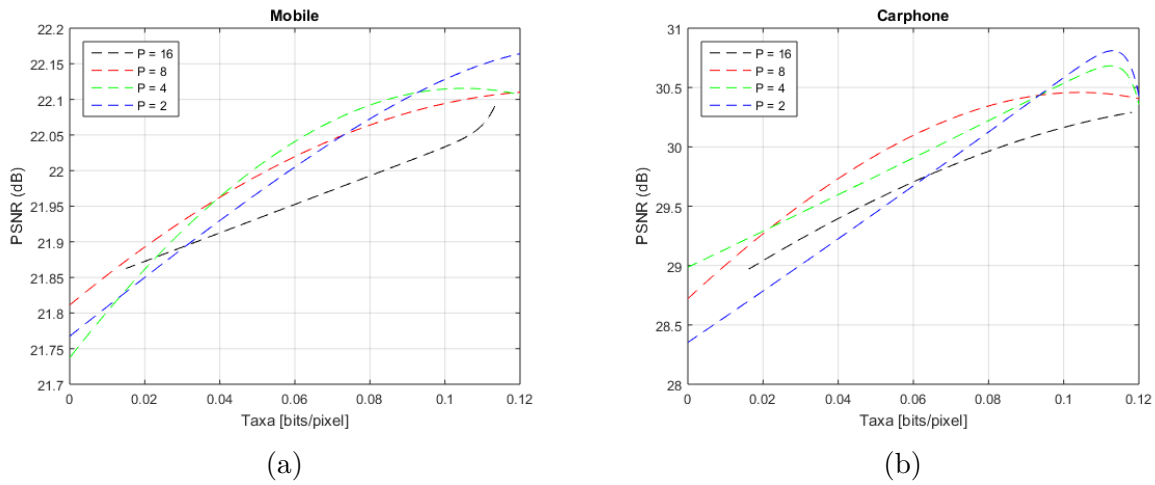 Mobile
22.2
22.15
22.1
22.05
22
21.95
21.9
21.85
21.8
21.75
21.7
PSNR (dB)
P = 16
P = 8
P = 4
P = 2
0 0.02 0.04 0.06 0.08 0.1 0.12
Taxa [bits/pixel]
(a)
Carphone
31
30.5
30
29.5
29
28.5
28
PSNR (dB)
P = 16
P = 8
P = 4
P = 2
0 0.02 0.04 0.06 0.08 0.1 0.12
Taxa [bits/pixel]
(b)